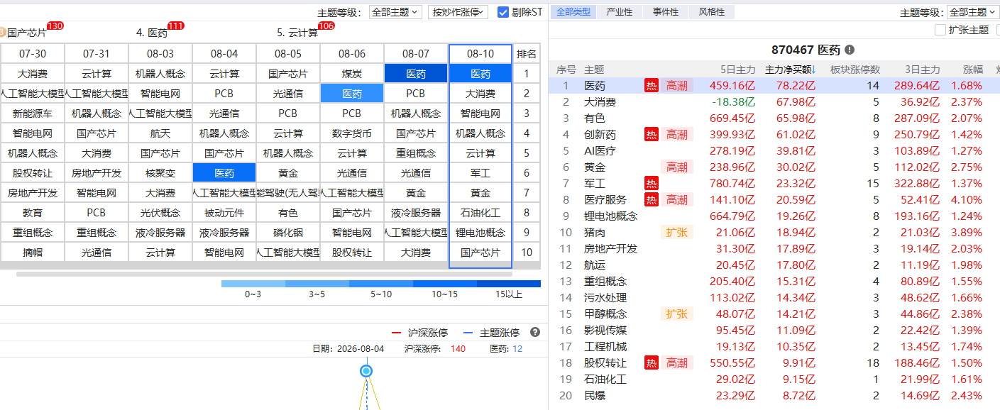 主题等级： 全部主题 按炒作涨停 剔除ST
3 国产芯片 130 4. 医药 111 5. 云计算 106
07-30 07-31 08-03 08-04 08-05 08-06 08-07 08-10 排名
大消费 云计算 机器人概念 云计算 国产芯片 煤炭 医药 医药 1
人工智能大模型 人工智能大模型 智能电网 PCB 光通信 医药 PCB 大消费 2
新能源车 机器人概念 人工智能大模型 光通信 PCB PCB 机器人概念 智能电网 3
智能电网 国产芯片 航天 机器人概念 云计算 数字货币 国产芯片 机器人概念 4
机器人概念 大消费 国产芯片 国产芯片 机器人概念 云计算 重组概念 云计算 5
股权转让 房地产开发 核聚变 医药 黄金 光通信 光通信 军工 6
房地产开发 智能电网 大消费 人工智能大模型 能驾驶(无人驾 人工智能大模型 黄金 黄金 7
教育 PCB 光伏概念 被动元件 有色 国产芯片 液冷服务器 石油化工 8
重组概念 重组概念 液冷服务器 液冷服务器 磷化铟 智能电网 人工智能大模型 锂电池概念 9
摘帽 光通信 云计算 智能电网 人工智能大模型 股权转让 大消费 国产芯片 10
0~3 3~5 5~10 10~15 15以上
沪深涨停 主题涨停 ?
日期: 2026-08-04 沪深涨停: 140 医药: 12
全部类型 产业性 事件性 风格性 主题等级: 全部主题
扩张主题
870467 医药
序号 主题 5日主力 主力净买额↓ 板块涨停数 3日主力 涨幅
1 医药 热 高潮 459.16亿 78.22亿 14 289.64亿 1.68%
2 大消费 -18.38亿 67.98亿 5 36.92亿 2.37%
3 有色 669.45亿 65.98亿 8 287.09亿 2.07%
4 创新药 热 高潮 399.93亿 61.02亿 9 250.79亿 1.42%
5 AI医疗 278.19亿 39.81亿 3 103.89亿 1.27%
6 黄金 高潮 238.96亿 30.02亿 5 112.02亿 2.75%
7 军工 热 780.74亿 23.32亿 15 322.88亿 1.37%
8 医疗服务 热 高潮 141.10亿 20.59亿 5 52.41亿 4.10%
9 锂电池概念 664.79亿 19.26亿 8 193.16亿 1.24%
10 猪肉 扩张 21.06亿 18.94亿 2 21.03亿 3.89%
11 房地产开发 31.30亿 17.89亿 3 19.14亿 2.03%
12 航运 20.45亿 17.80亿 2 11.19亿 1.98%
13 重组概念 205.40亿 15.31亿 4 80.89亿 1.55%
14 污水处理 113.02亿 14.34亿 3 48.62亿 1.66%
15 甲醇概念 扩张 48.07亿 14.21亿 3 44.86亿 2.38%
16 影视传媒 95.45亿 11.09亿 2 22.42亿 1.39%
17 工程机械 19.13亿 10.35亿 2 13.45亿 1.74%
18 股权转让 热 高潮 550.55亿 9.91亿 18 188.46亿 1.50%
19 石油化工 29.02亿 9.15亿 1 21.99亿 1.61%
20 民爆 23.29亿 8.72亿 2 14.69亿 2.43%